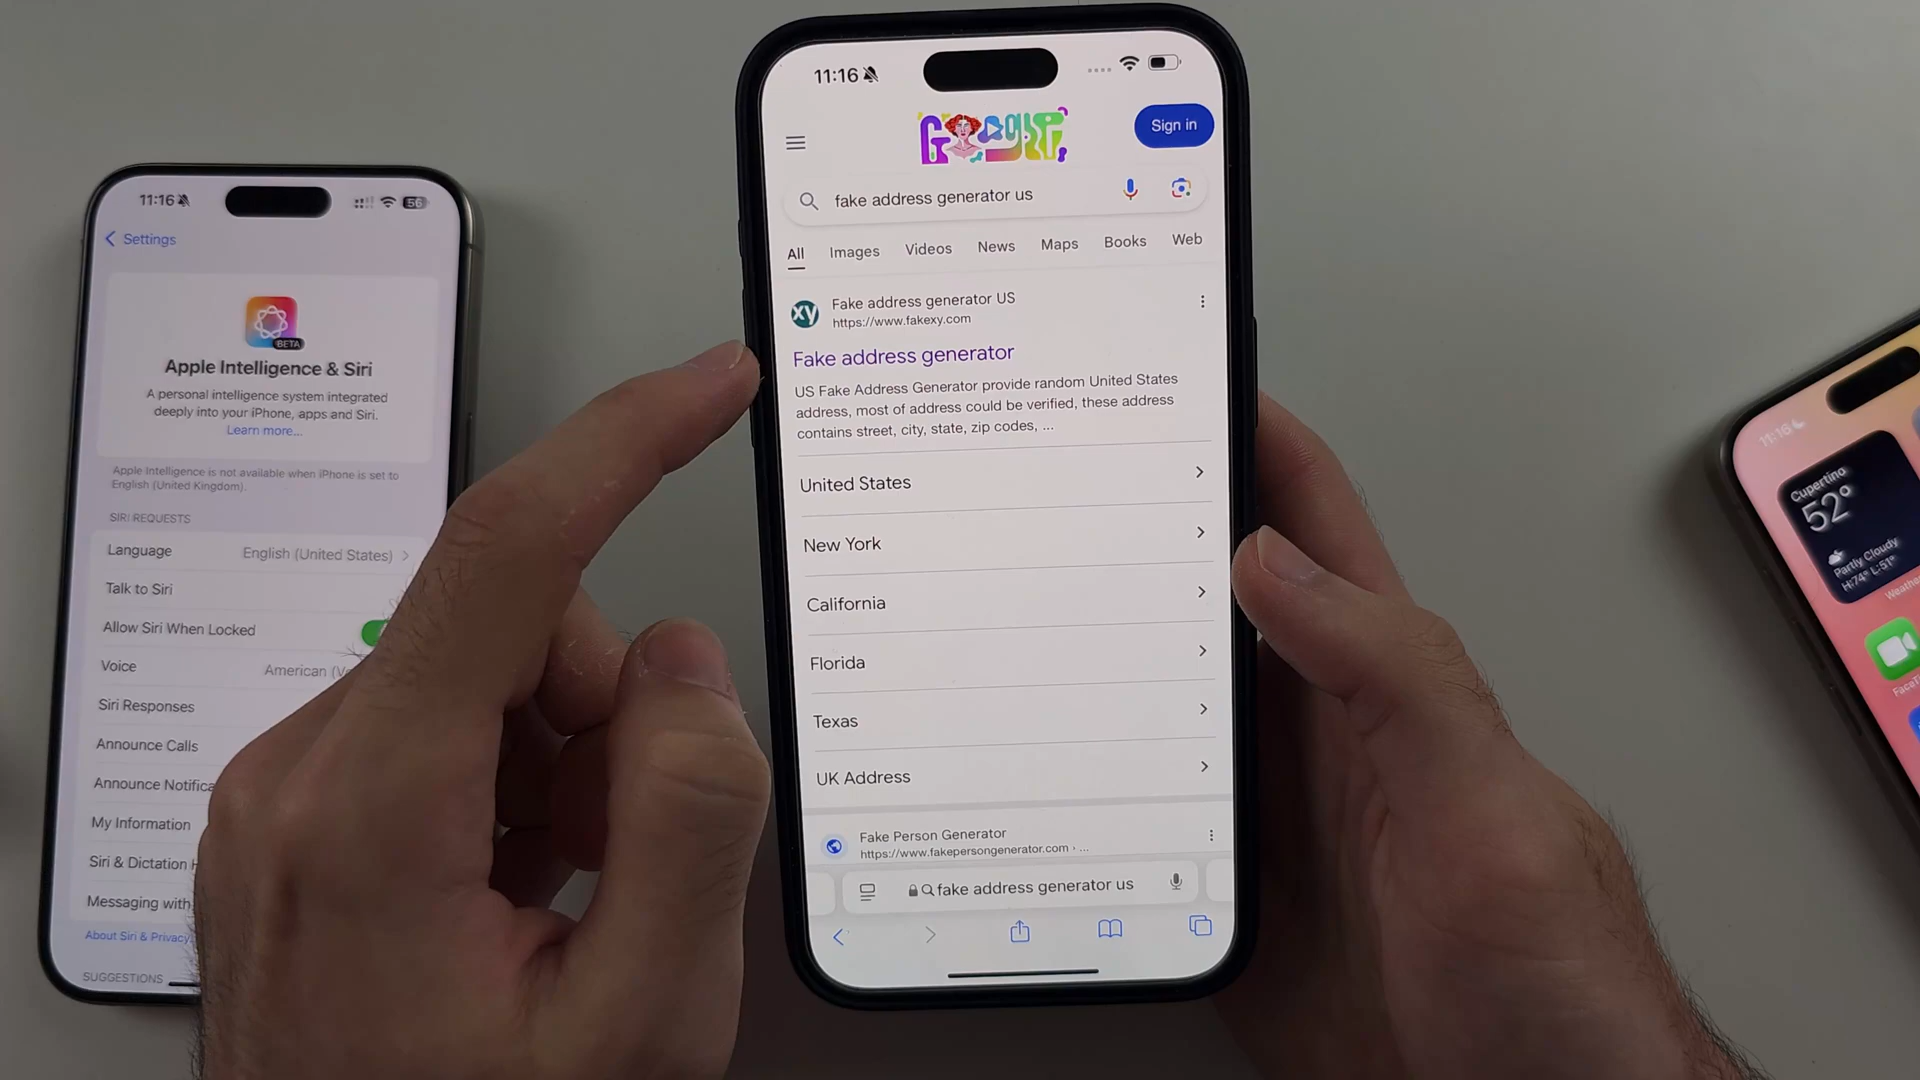 11:16
56
Settings
BETA
Apple Intelligence & Siri
A personal intelligence system integrated
deeply into your iPhone, apps and Siri.
Learn more...
Apple Intelligence is not available when iPhone is set to
English (United Kingdom).
SIRI REQUESTS
Language English (United States)
Talk to Siri
Allow Siri When Locked
Voice American
Siri Responses
Announce Calls
Announce
My Information
Siri & Dictation
Messaging with
About Siri & Privacy
SUGGESTIONS
11:16
Google
Sign in
fake address generator us
All Images Videos News Maps Books Web
xy
Fake address generator US
https://www.fakexy.com
Fake address generator
US Fake Address Generator provide random United States
address, most of address could be verified, these address
contains street, city, state, zip codes, ...
United States
New York
California
Florida
Texas
UK Address
Fake Person Generator
https://www.fakepersongenerator.com › ...
fake address generator us
11:16
Cupertino
52°
Partly Cloudy
H:74° L:51°